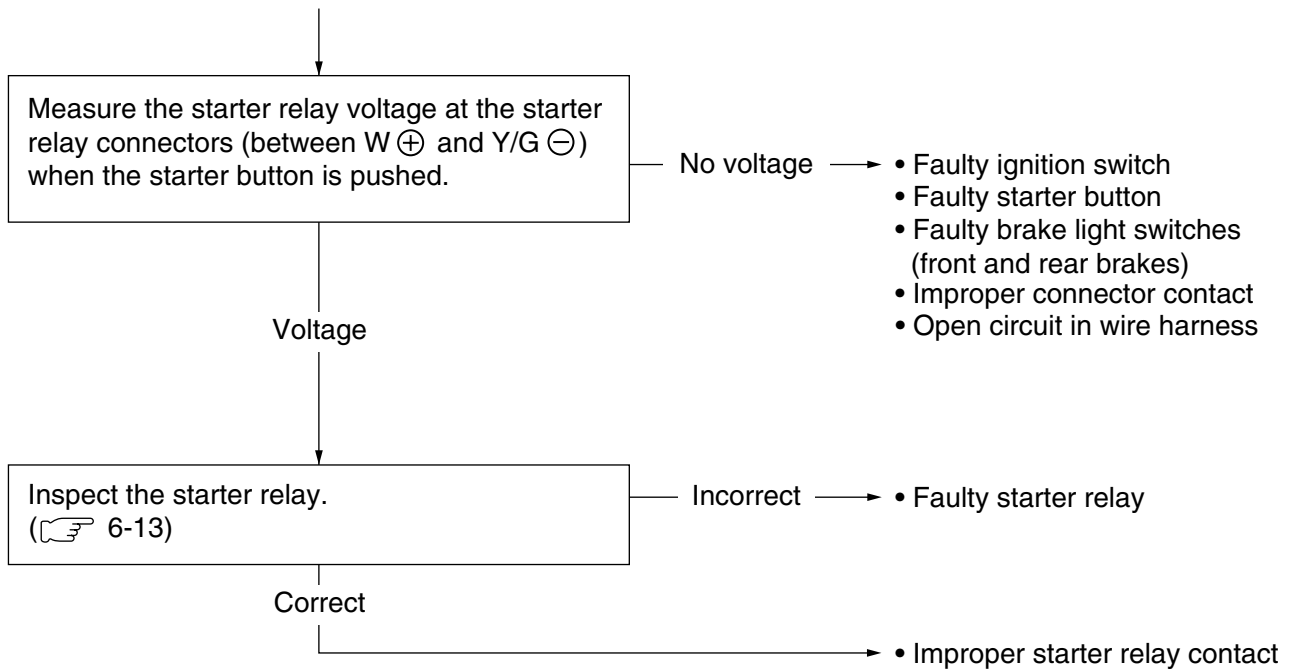 Measure the starter relay voltage at the starter
relay connectors (between W ⊕ and Y/G ⊖)
when the starter button is pushed.
No voltage
• Faulty ignition switch
• Faulty starter button
• Faulty brake light switches
(front and rear brakes)
• Improper connector contact
• Open circuit in wire harness
Voltage
Inspect the starter relay.
(☞ 6-13)
Incorrect
• Faulty starter relay
Correct
• Improper starter relay contact